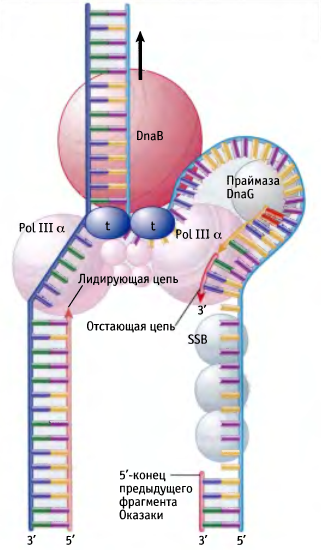 DnaB
Праймаза
DnaG
Pol III α
t
t
Pol III α
Лидирующая цепь
3′
Отстающая цепь
SSB
5′-конец
предыдущего
фрагмента
Оказаки
3′ 5′
3′ 5′